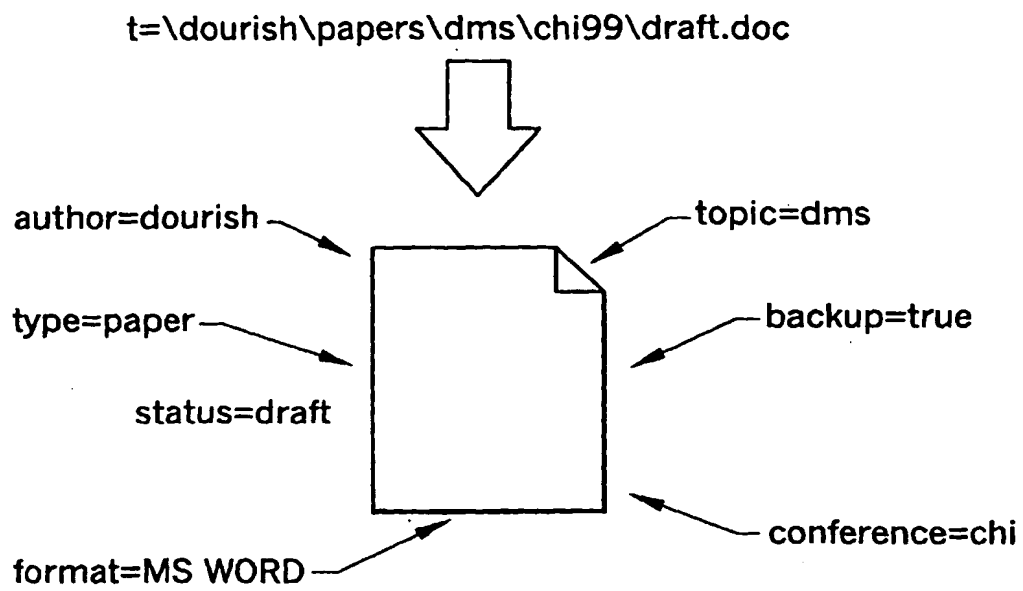 t=\dourish\papers\dms\chi99\draft.doc
author=dourish
topic=dms
type=paper
backup=true
status=draft
conference=chi
format=MS WORD